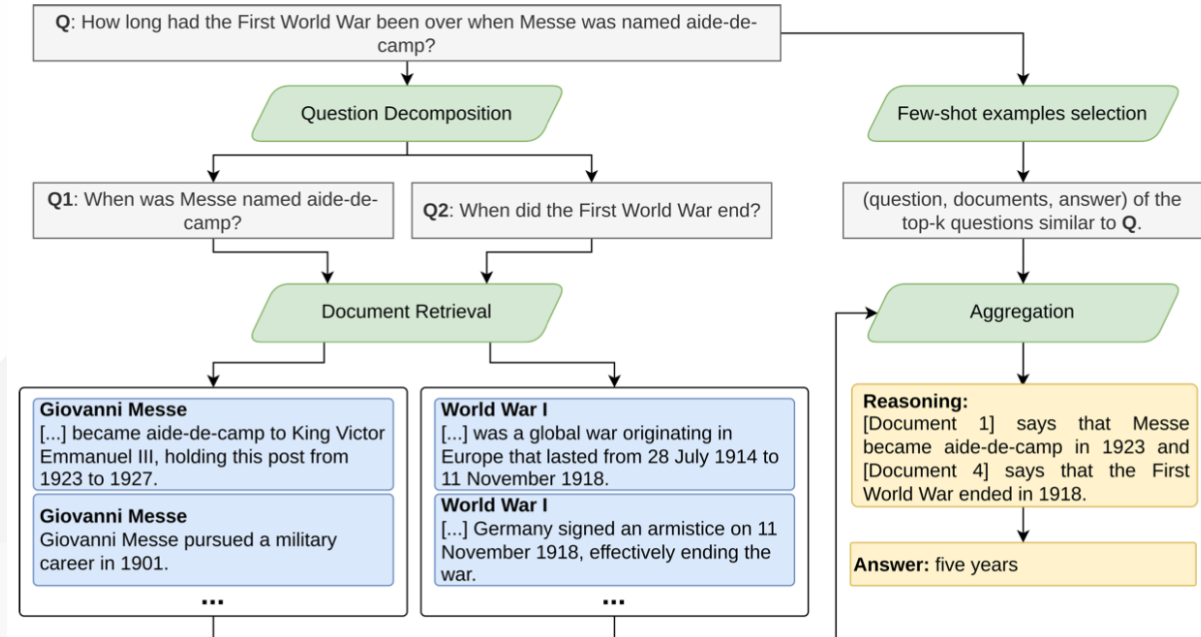 Q: How long had the First World War been over when Messe was named aide-de-
camp?
Question Decomposition
Few-shot examples selection
Q1: When was Messe named aide-de-
camp?
Q2: When did the First World War end?
(question, documents, answer) of the
top-k questions similar to Q.
Document Retrieval
Aggregation
Giovanni Messe
[...] became aide-de-camp to King Victor
Emmanuel III, holding this post from
1923 to 1927.
Giovanni Messe
Giovanni Messe pursued a military
career in 1901.
...
World War I
[...] was a global war originating in
Europe that lasted from 28 July 1914 to
11 November 1918.
World War I
[...] Germany signed an armistice on 11
November 1918, effectively ending the
war.
...
Reasoning:
[Document 1] says that Messe
became aide-de-camp in 1923 and
[Document 4] says that the First
World War ended in 1918.
Answer: five years